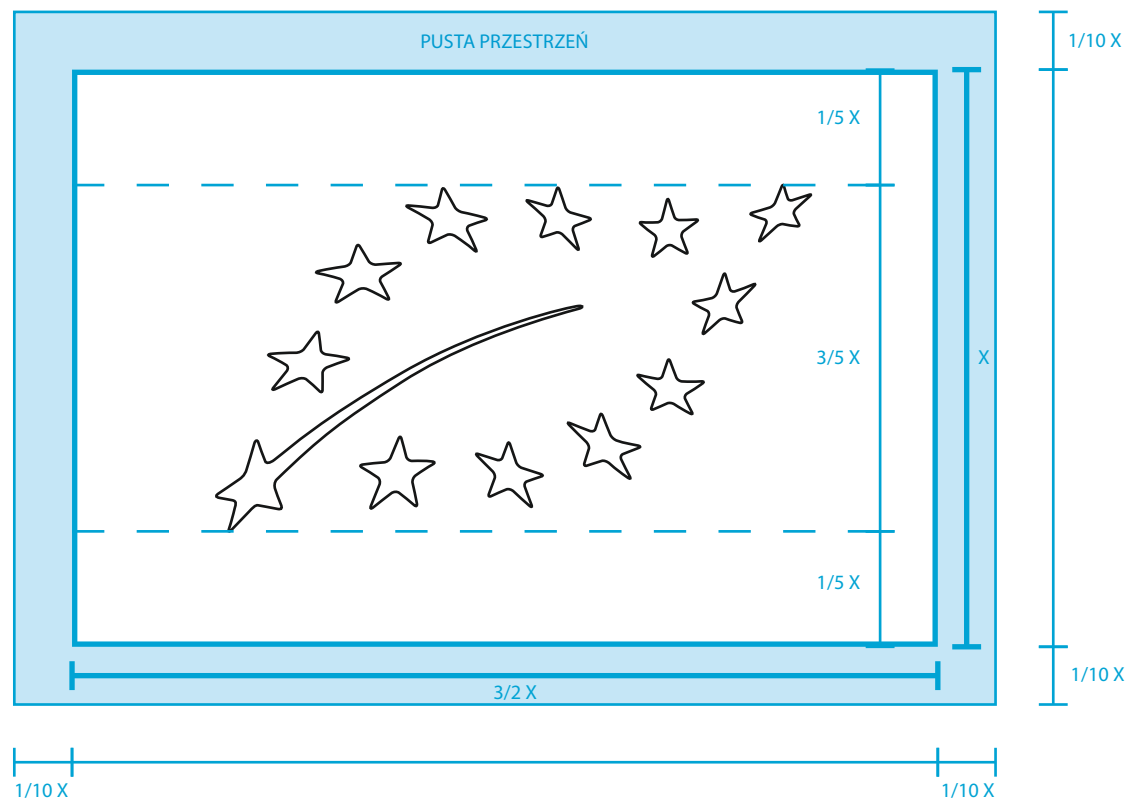 PUSTA PRZESTRZEŃ
1/10 X
1/5 X
3/5 X
X
1/5 X
1/10 X
3/2 X
1/10 X
1/10 X